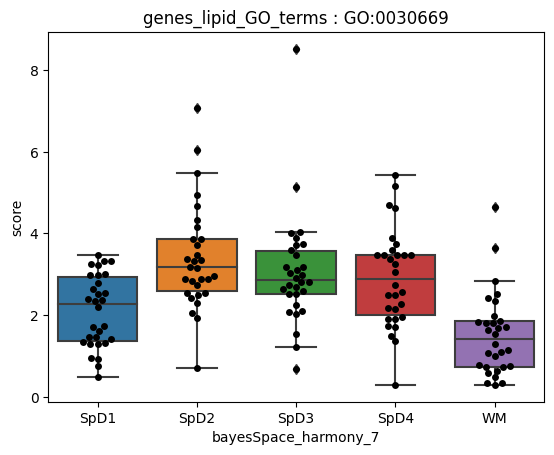 genes_lipid_GO_terms : GO:0030669
8
6
4
2
0
score
SpD1 SpD2 SpD3 SpD4 WM
bayesSpace_harmony_7